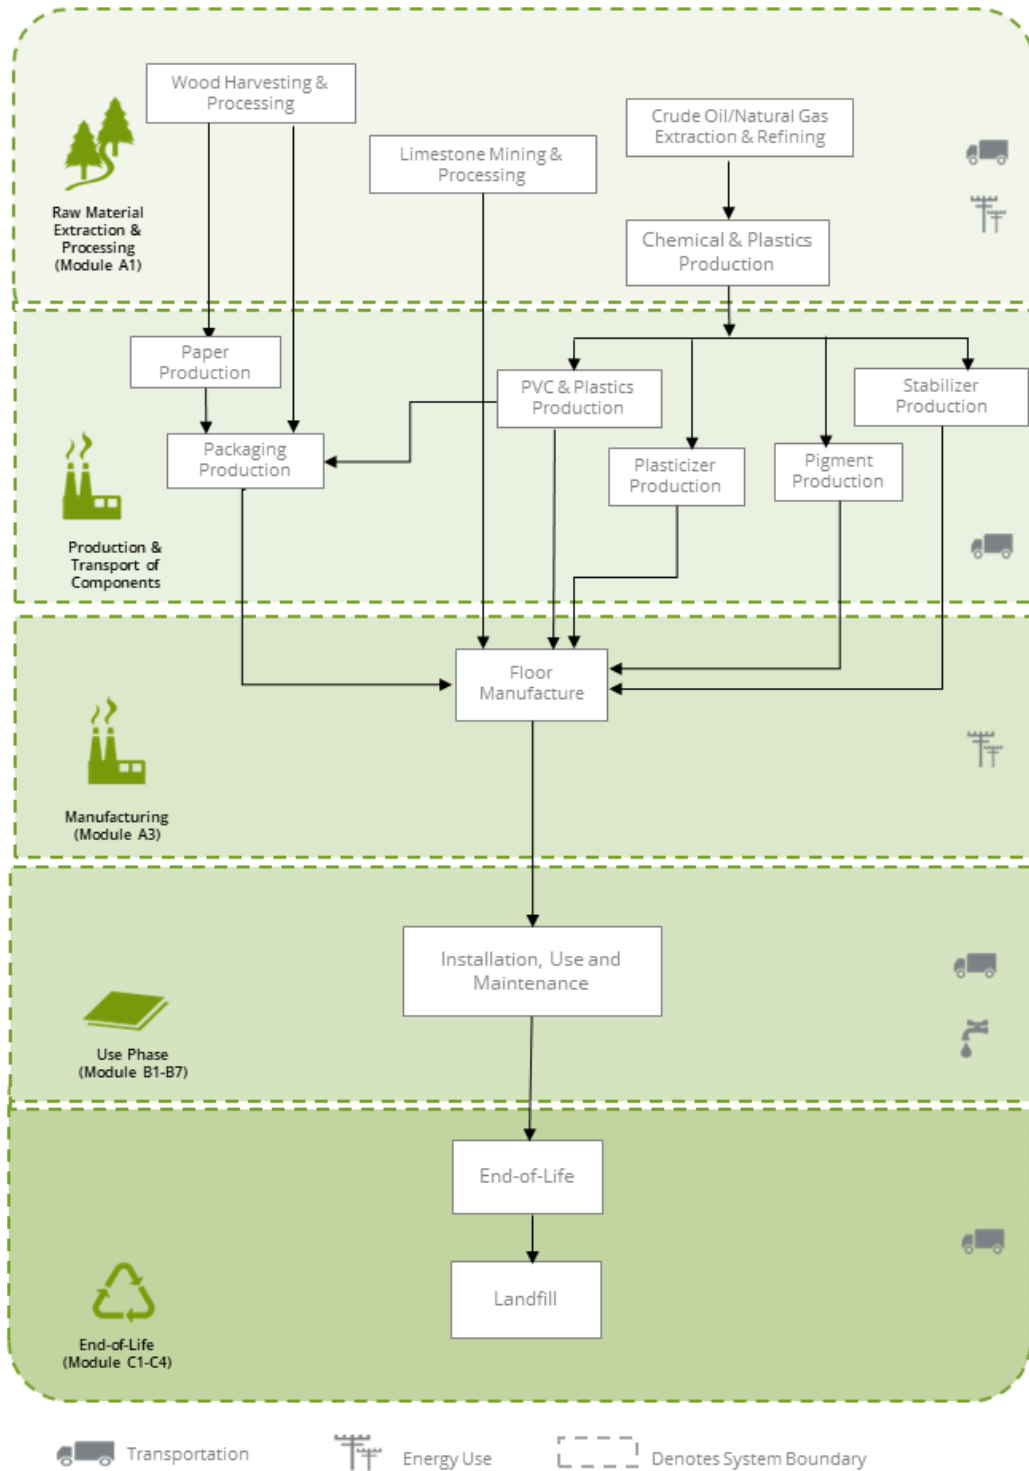 Wood Harvesting &
Processing
Crude Oil/Natural Gas
Extraction & Refining
Limestone Mining &
Processing
Raw Material
Extraction &
Processing
(Module A1)
Chemical & Plastics
Production
Paper
Production
PVC & Plastics
Production
Stabilizer
Production
Packaging
Production
Plasticizer
Production
Pigment
Production
Production &
Transport of
Components
Floor
Manufacture
Manufacturing
(Module A3)
Installation, Use and
Maintenance
Use Phase
(Module B1-B7)
End-of-Life
Landfill
End-of-Life
(Module C1-C4)
Transportation
Energy Use
Denotes System Boundary